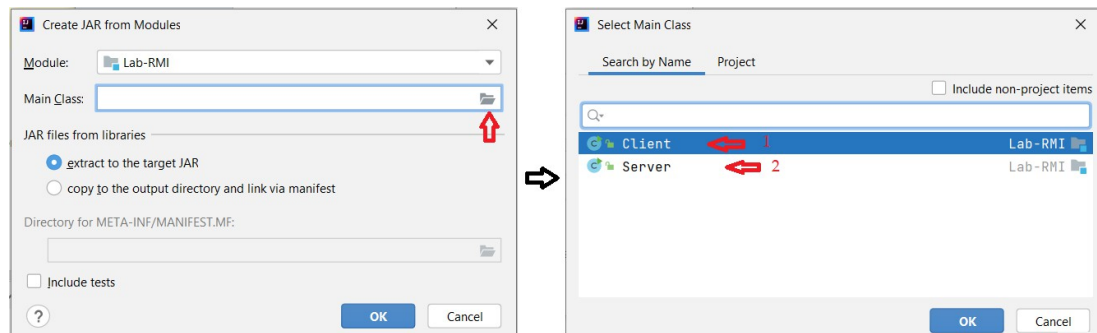 Create JAR from Modules
Module: Lab-RMI
Main Class:
JAR files from libraries
extract to the target JAR
copy to the output directory and link via manifest
Directory for META-INF/MANIFEST.MF:
Include tests
? OK Cancel
Select Main Class
Search by Name Project
Include non-project items
Client 1 Lab-RMI
Server 2 Lab-RMI
OK Cancel